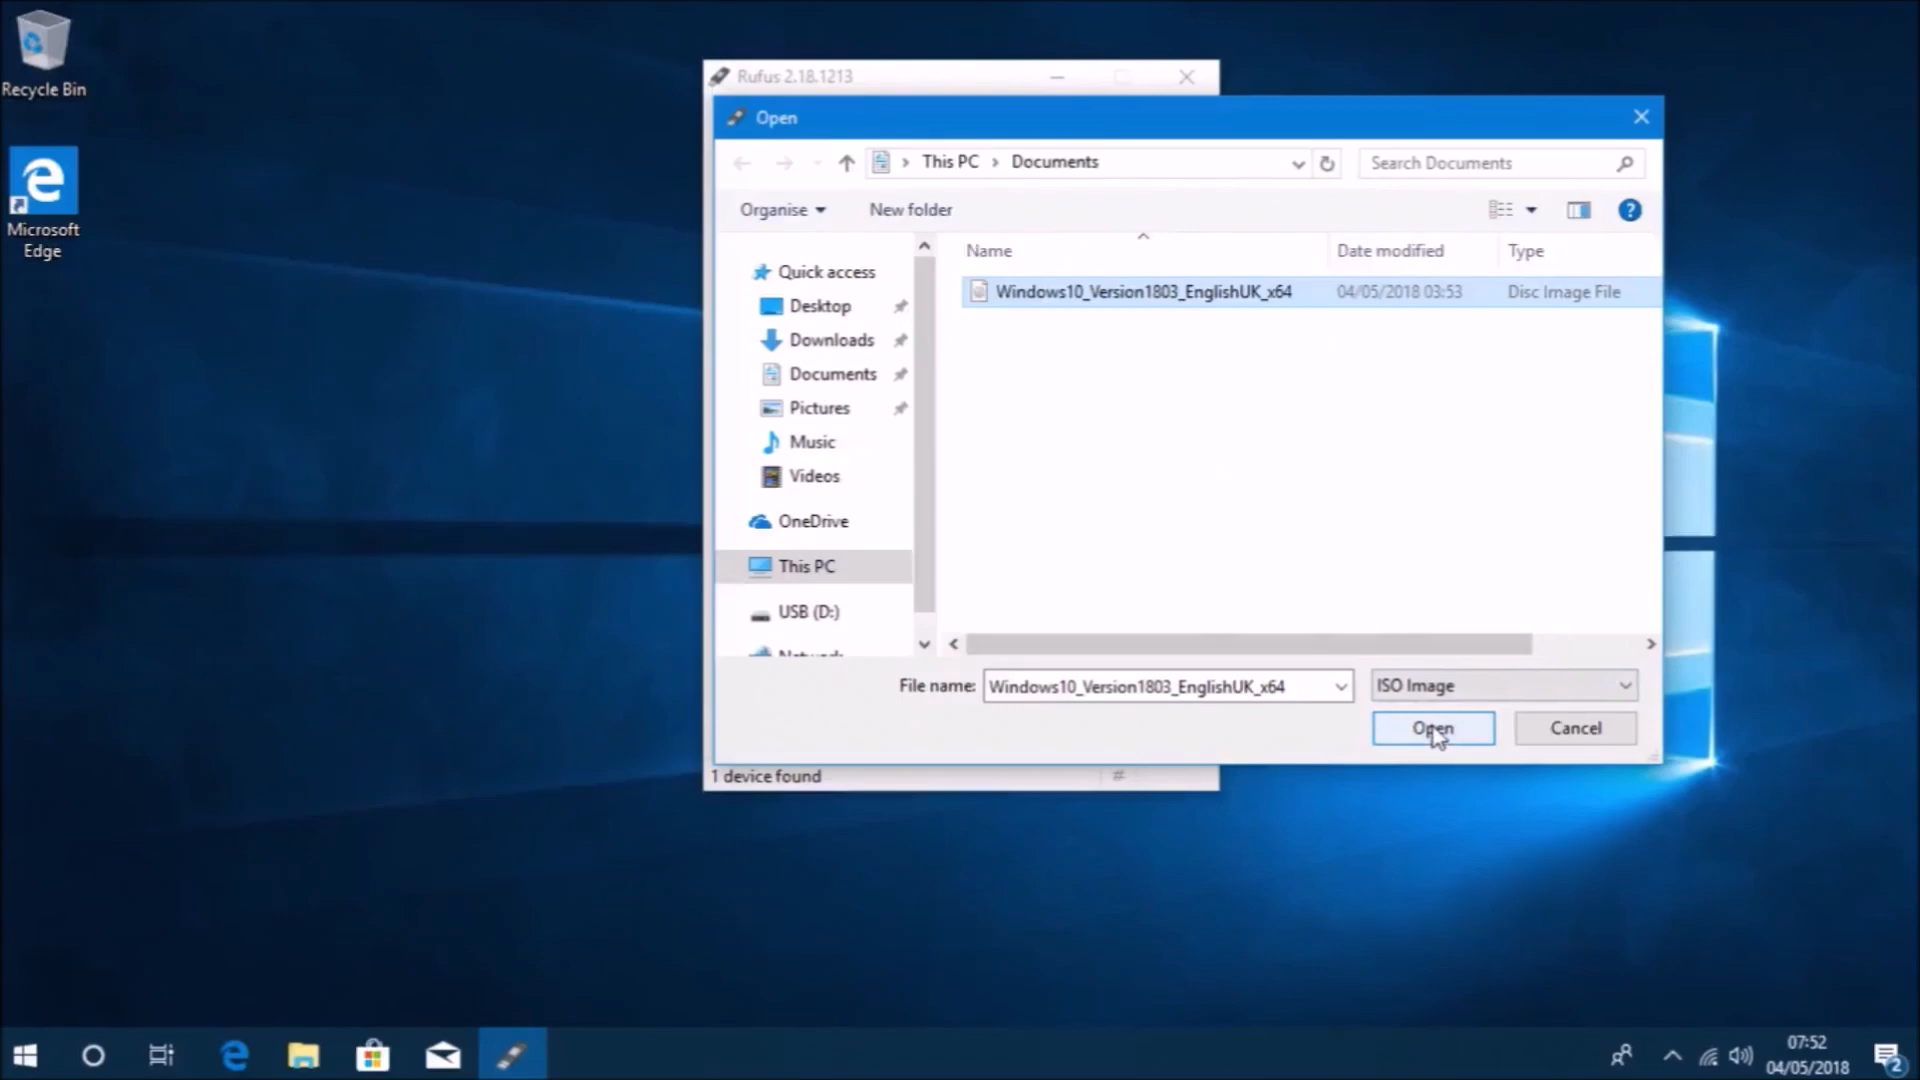 Recycle Bin
Microsoft
Edge
Rufus 2.18.1213
Open
This PC
Documents
Search Documents
Organise
New folder
Name
Date modified
Type
Windows10_Version1803_EnglishUK_x64
04/05/2018 03:53
Disc Image File
Quick access
Desktop
Downloads
Documents
Pictures
Music
Videos
OneDrive
This PC
USB (D:)
Network
File name:
Windows10_Version1803_EnglishUK_x64
ISO Image
Open
Cancel
1 device found
#
07:52
04/05/2018
2